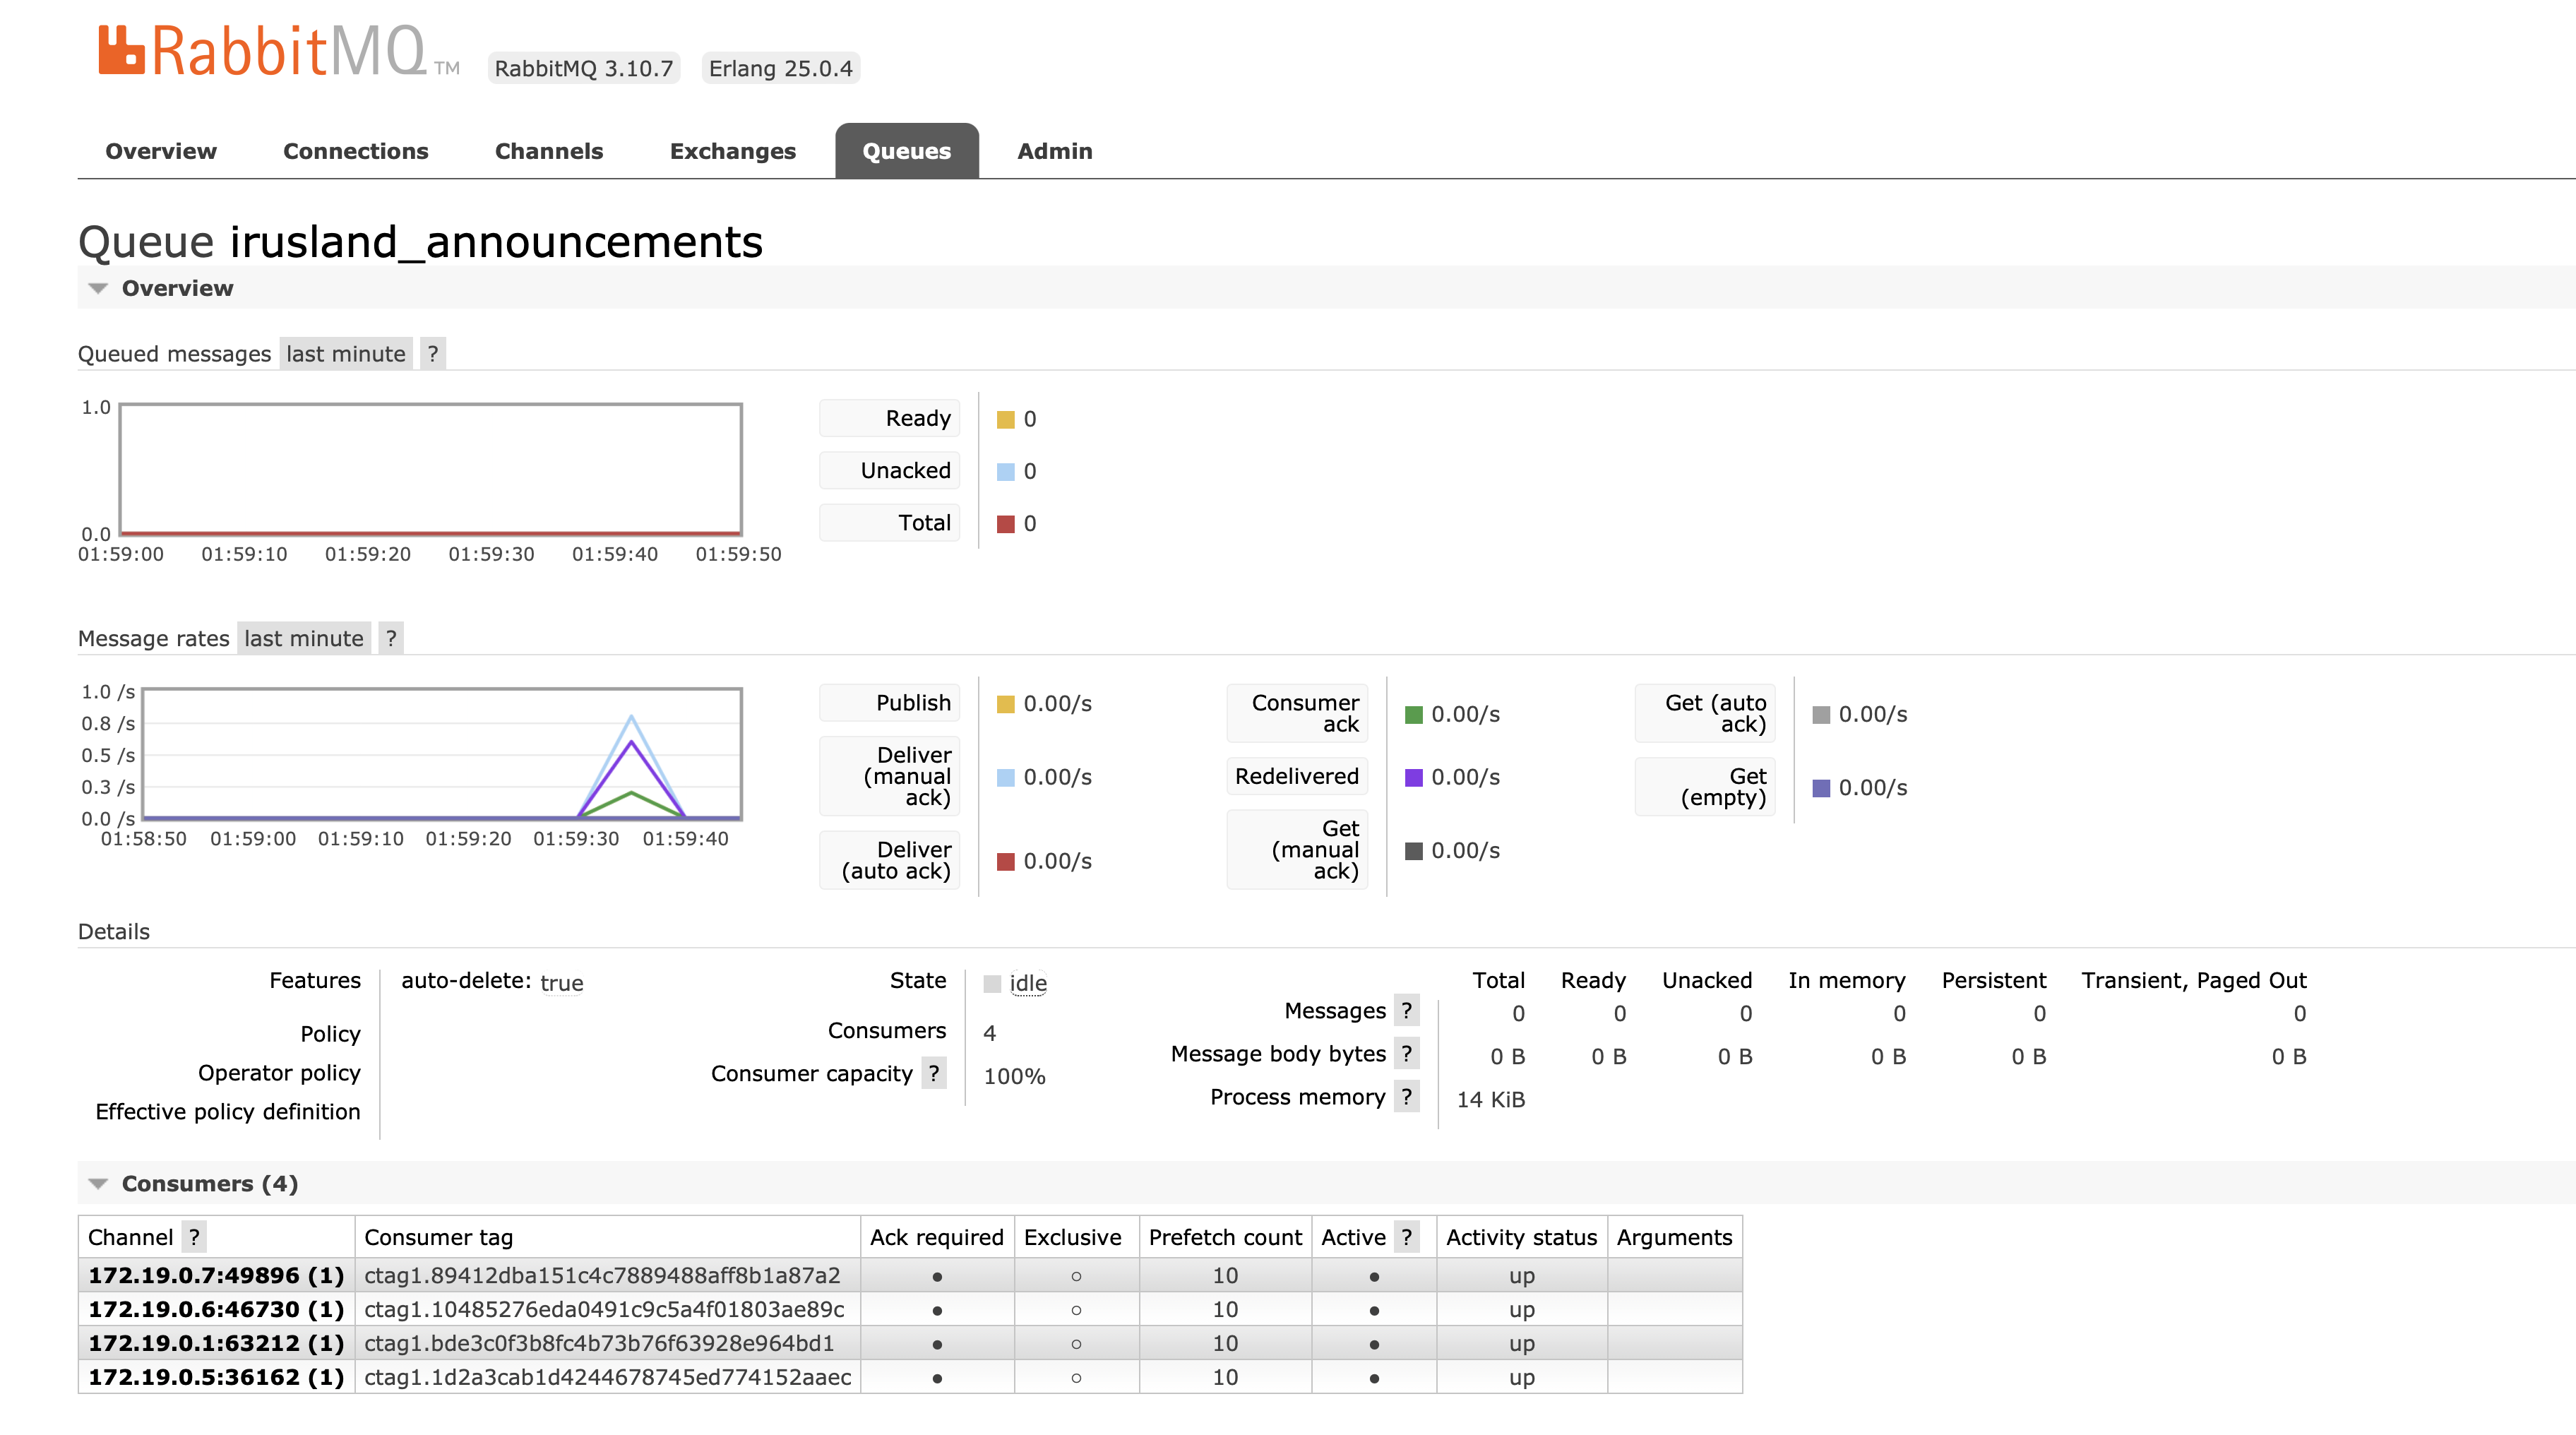 RabbitMQ TM RabbitMQ 3.10.7 Erlang 25.0.4
Overview Connections Channels Exchanges Queues Admin
Queue irusland_announcements
Overview
Queued messages last minute ?
1.0
0.0
01:59:00 01:59:10 01:59:20 01:59:30 01:59:40 01:59:50
Ready 0
Unacked 0
Total 0
Message rates last minute ?
1.0 /s
0.8 /s
0.5 /s
0.3 /s
0.0 /s
01:58:50 01:59:00 01:59:10 01:59:20 01:59:30 01:59:40
Publish 0.00/s
Deliver
(manual
ack)
0.00/s
Deliver
(auto ack)
0.00/s
Consumer
ack
0.00/s
Redelivered 0.00/s
Get
(manual
ack)
0.00/s
Get (auto
ack)
0.00/s
Get
(empty)
0.00/s
Details
Features auto-delete: true
Policy
Operator policy
Effective policy definition
State idle
Consumers 4
Consumer capacity ? 100%
Total Ready Unacked In memory Persistent Transient, Paged Out
Messages ? 0 0 0 0 0 0
Message body bytes ? 0 B 0 B 0 B 0 B 0 B 0 B
Process memory ? 14 KiB
Consumers (4)
Channel ? Consumer tag Ack required Exclusive Prefetch count Active ? Activity status Arguments
172.19.0.7:49896 (1) ctag1.89412dba151c4c7889488aff8b1a87a2 ● ○ 10 ● up
172.19.0.6:46730 (1) ctag1.10485276eda0491c9c5a4f01803ae89c ● ○ 10 ● up
172.19.0.1:63212 (1) ctag1.bde3c0f3b8fc4b73b76f63928e964bd1 ● ○ 10 ● up
172.19.0.5:36162 (1) ctag1.1d2a3cab1d4244678745ed774152aaec ● ○ 10 ● up